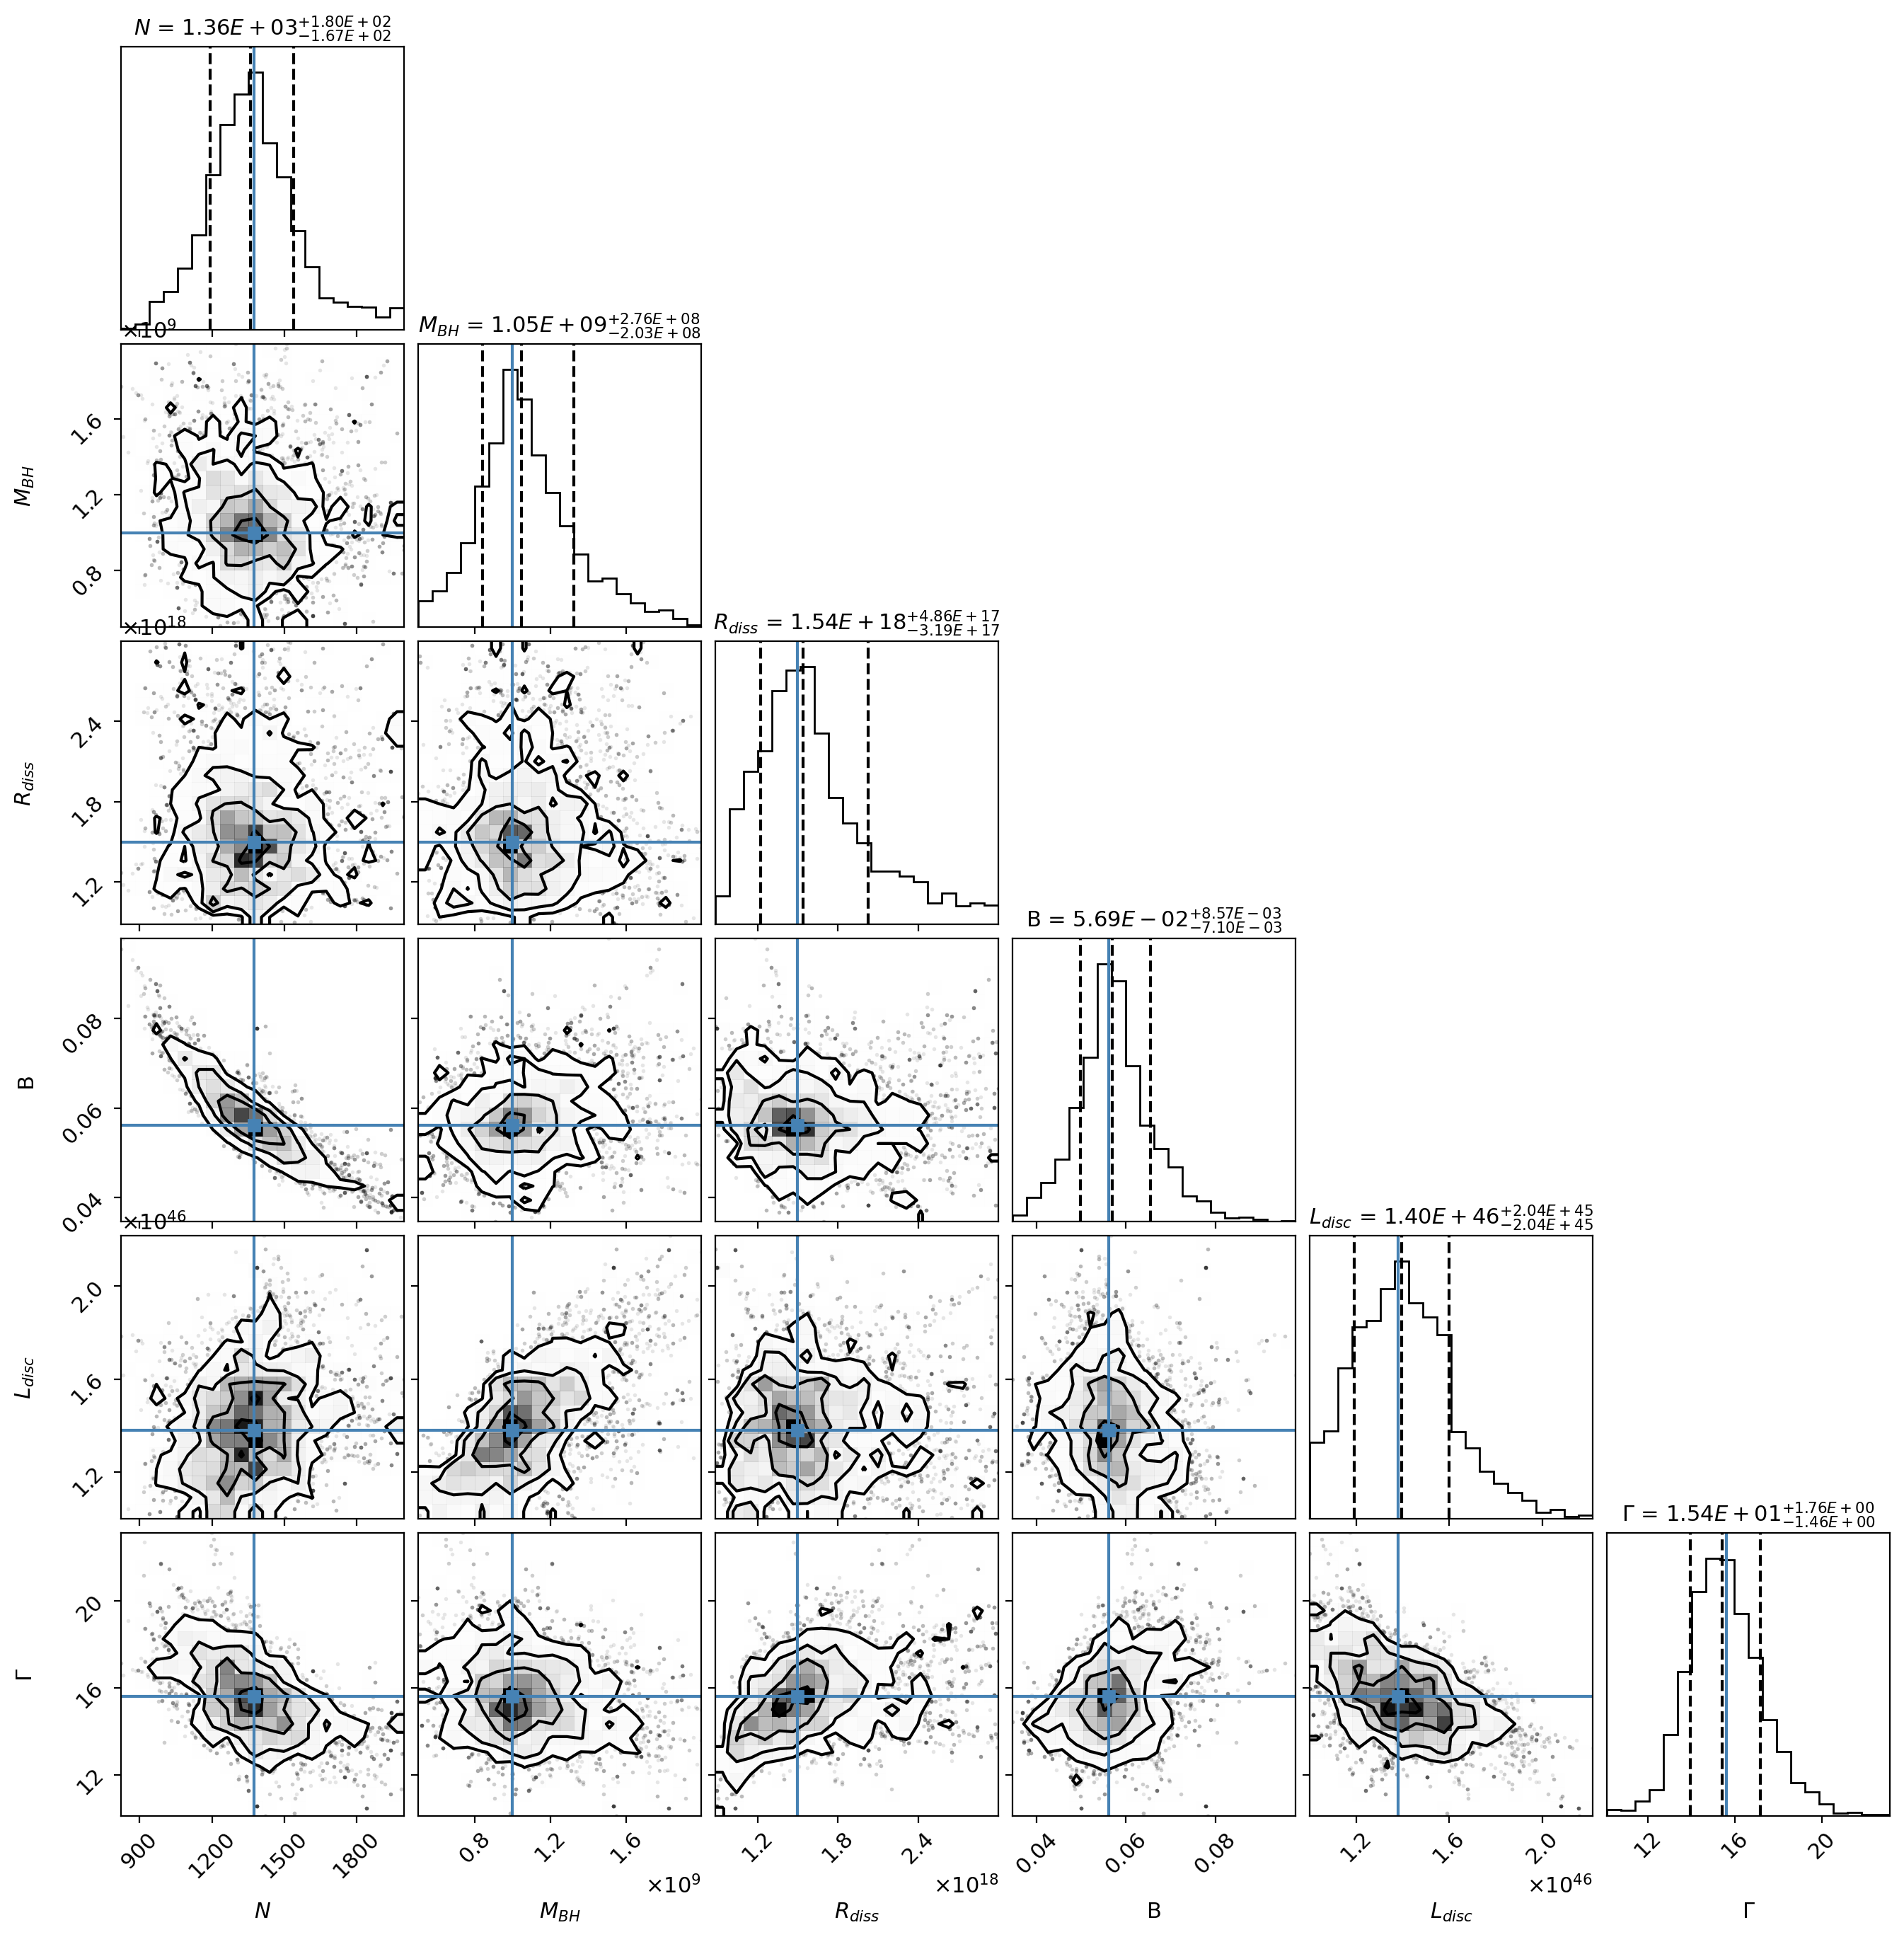 N = 1.36E + 03 +1.80E + 02 −1.67E + 02
×10^9
M_BH = 1.05E + 09 +2.76E + 08 −2.03E + 08
1.6
1.2
0.8
M_BH
×10^18
R_diss = 1.54E + 18 +4.86E + 17 −3.19E + 17
2.4
1.8
1.2
R_diss
B = 5.69E − 02 +8.57E − 03 −7.10E − 03
0.08
0.06
0.04
B
×10^46
L_disc = 1.40E + 46 +2.04E + 45 −2.04E + 45
2.0
1.6
1.2
L_disc
Γ = 1.54E + 01 +1.76E + 00 −1.46E + 00
20
16
12
Γ
900 1200 1500 1800 0.8 1.2 1.6 1.2 1.8 2.4 0.04 0.06 0.08 1.2 1.6 2.0 12 16 20
×10^9 ×10^18 ×10^46
N M_BH R_diss B L_disc Γ